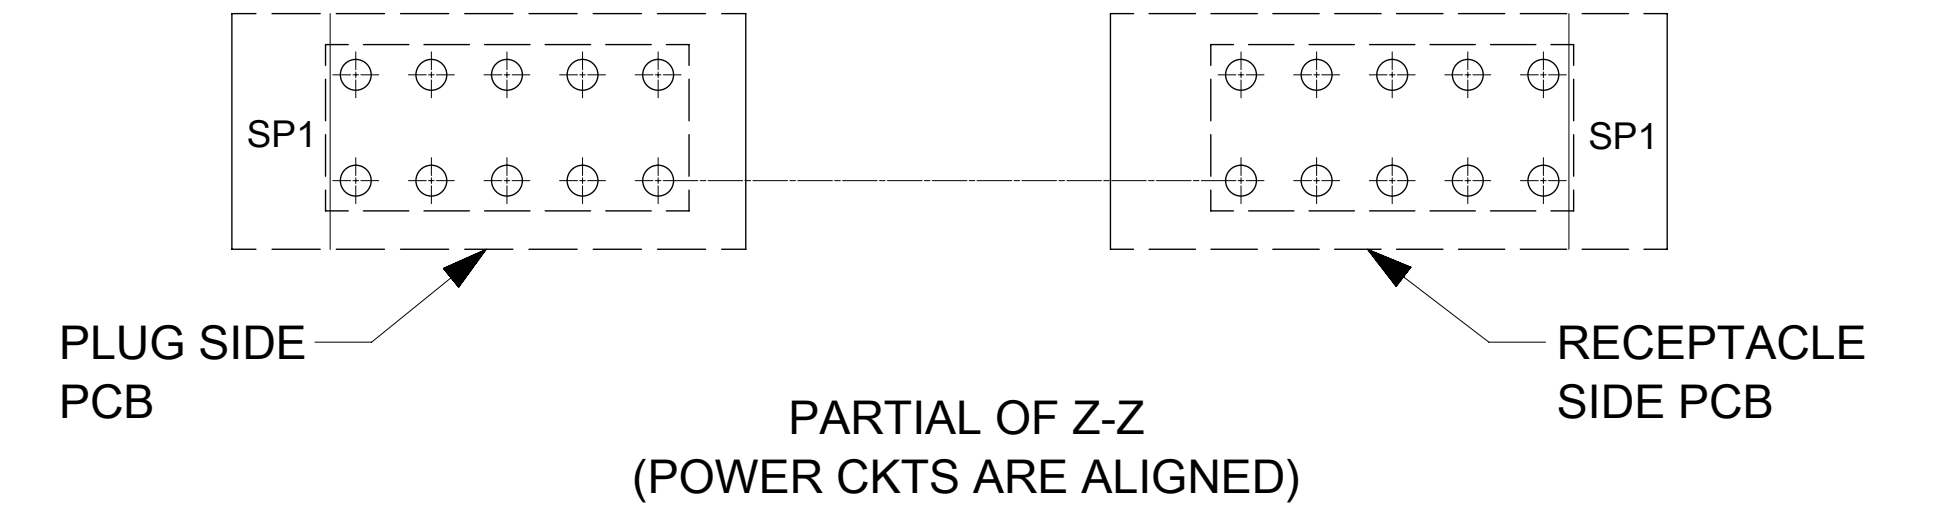 SP1
SP1
PLUG SIDE
PCB
RECEPTACLE
SIDE PCB
PARTIAL OF Z-Z
(POWER CKTS ARE ALIGNED)